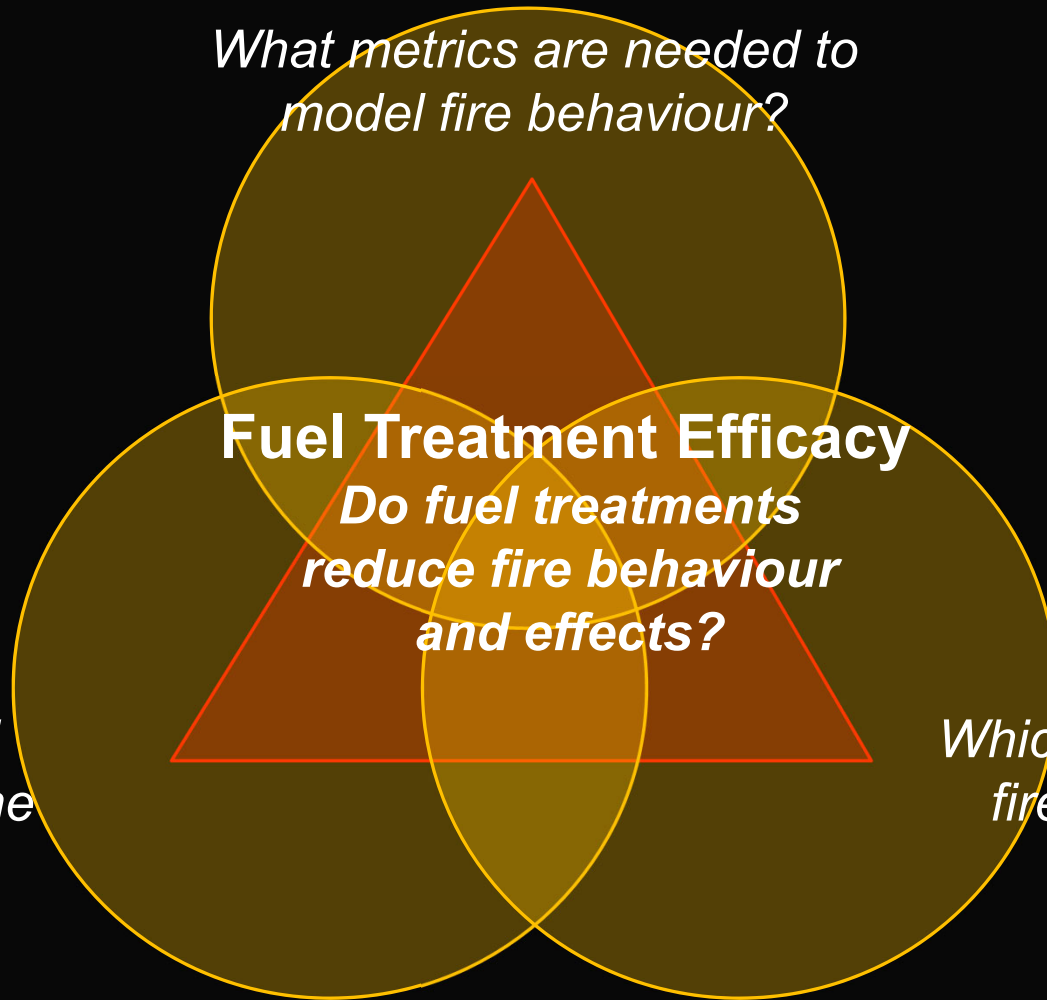 What metrics are needed to
model fire behaviour?
Fuel Treatment Efficacy
Do fuel treatments
reduce fire behaviour
and effects?
fire